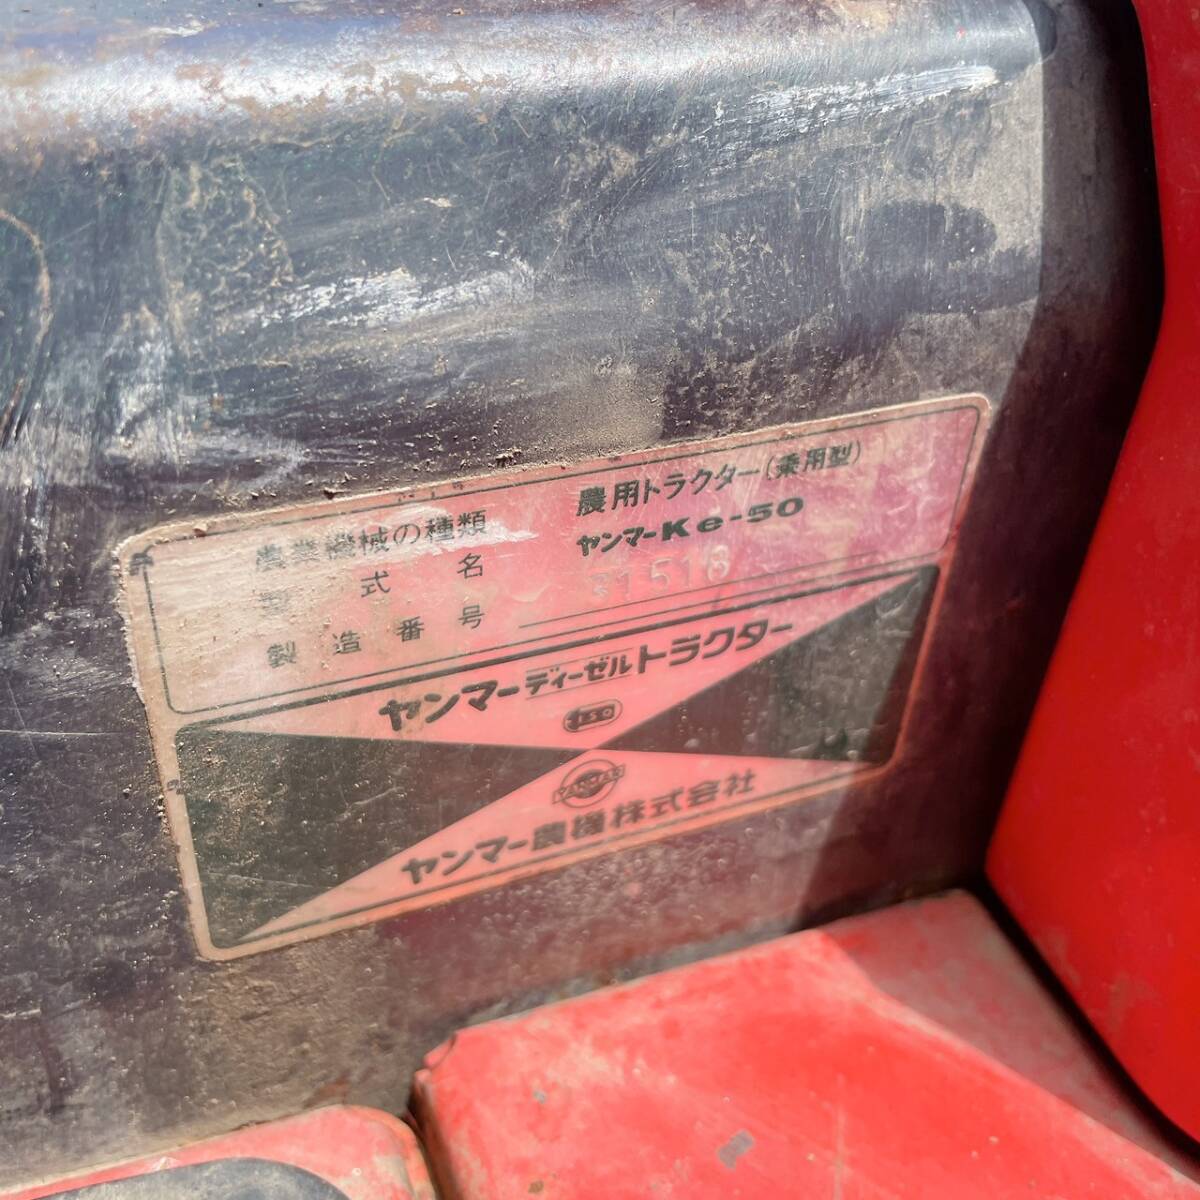 農業機械の種類 農用トラクター(乗用型)
型式名 ヤンマーKe-50
製造番号
ヤンマーディーゼルトラクター
YANMAR
ヤンマー農機株式会社